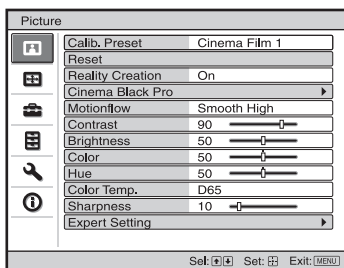 Picture
Calib. Preset Cinema Film 1
Reset
Reality Creation On
Cinema Black Pro
Motionflow Smooth High
Contrast 90
Brightness 50
Color 50
Hue 50
Color Temp. D65
Sharpness 10
Expert Setting
Sel: Set: Exit: MENU